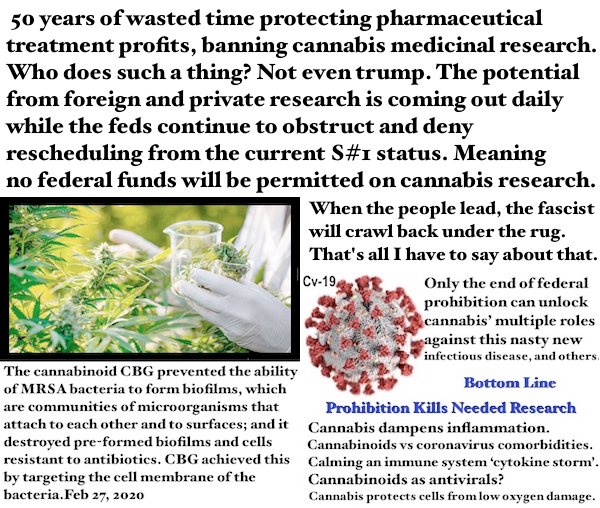 50 years of wasted time protecting pharmaceutical
treatment profits, banning cannabis medicinal research.
Who does such a thing? Not even trump. The potential
from foreign and private research is coming out daily
while the feds continue to obstruct and deny
rescheduling from the current S#1 status. Meaning
no federal funds will be permitted on cannabis research.
When the people lead, the fascist
will crawl back under the rug.
That's all I have to say about that.
Cv-19
Only the end of federal
prohibition can unlock
cannabis’ multiple roles
against this nasty new
infectious disease, and others.
The cannabinoid CBG prevented the ability
of MRSA bacteria to form biofilms, which
are communities of microorganisms that
attach to each other and to surfaces; and it
destroyed pre-formed biofilms and cells
resistant to antibiotics. CBG achieved this
by targeting the cell membrane of the
bacteria.Feb 27, 2020
Bottom Line
Prohibition Kills Needed Research
Cannabis dampens inflammation.
Cannabinoids vs coronavirus comorbidities.
Calming an immune system ‘cytokine storm’.
Cannabinoids as antivirals?
Cannabis protects cells from low oxygen damage.